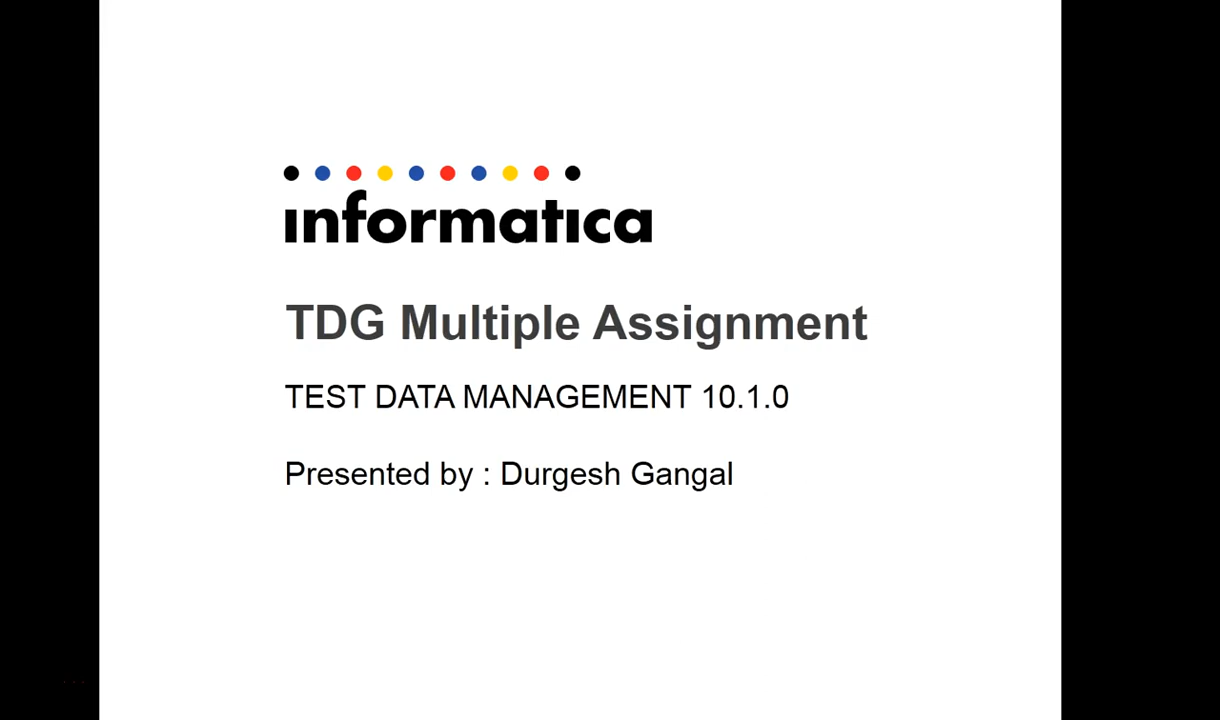 informatica
TDG Multiple Assignment
TEST DATA MANAGEMENT 10.1.0
Presented by : Durgesh Gangal